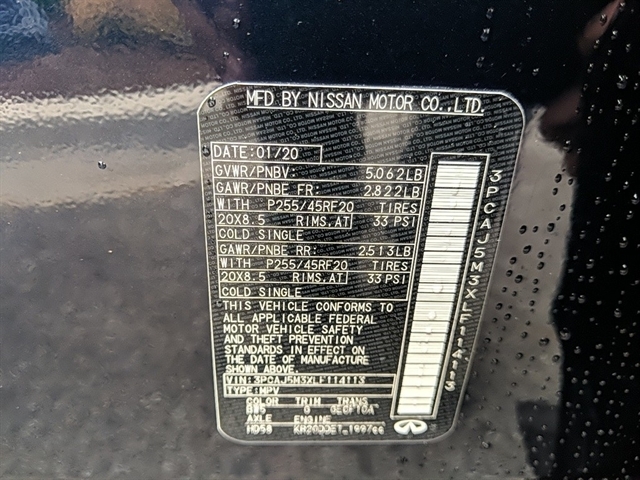 MFD BY NISSAN MOTOR CO.,LTD.
DATE:01/20
GVWR/PNBV: 5,062LB
GAWR/PNBE FR: 2,822LB
WITH P255/45RF20 TIRES
20X8.5 RIMS,AT 33 PSI
COLD SINGLE
GAWR/PNBE RR: 2,513LB
WITH P255/45RF20 TIRES
20X8.5 RIMS,AT 33 PSI
COLD SINGLE
THIS VEHICLE CONFORMS TO
ALL APPLICABLE FEDERAL
MOTOR VEHICLE SAFETY
AND THEFT PREVENTION
STANDARDS IN EFFECT ON
THE DATE OF MANUFACTURE
SHOWN ABOVE.
VIN:3PCAJ5M3XLF114113
TYPE:MPV
COLOR TRIM TRANS
AXLE ENGINE
KR20DDET 1997cc
3PCAJ5M3XLF114113